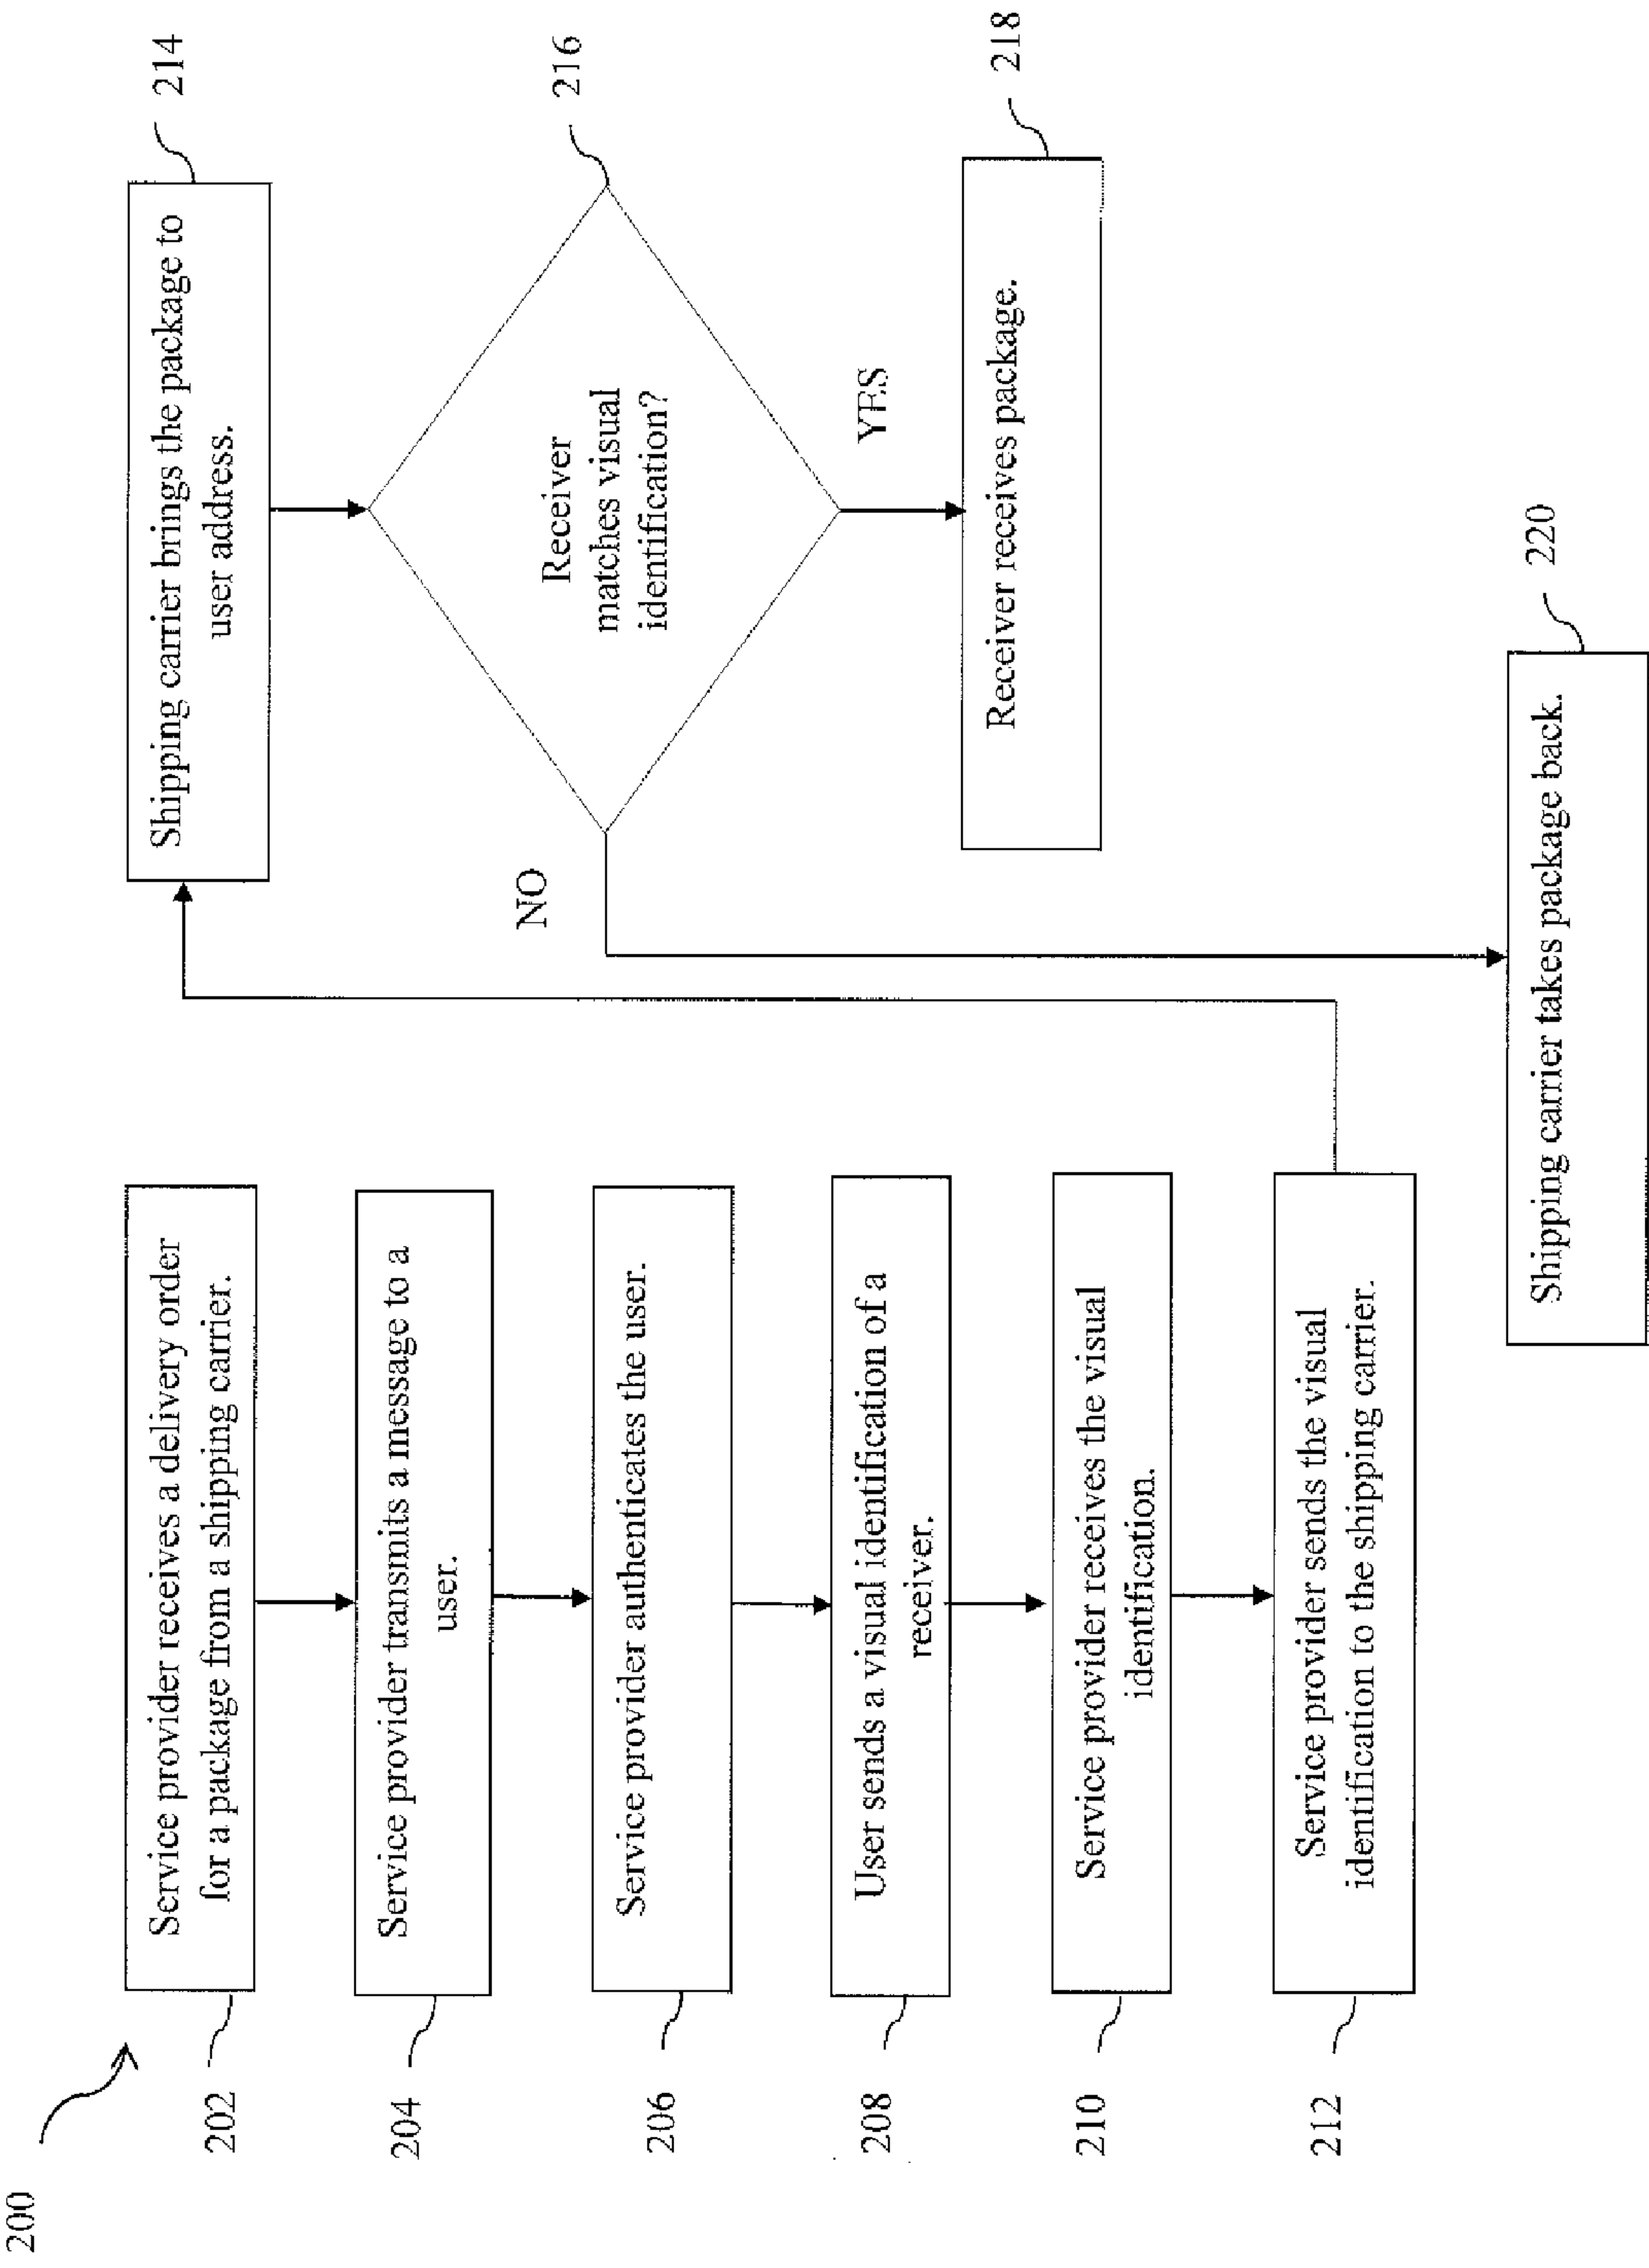 200
202
Service provider receives a delivery order
for a package from a shipping carrier.
204
Service provider transmits a message to a
user.
206
Service provider authenticates the user.
208
User sends a visual identification of a
receiver.
210
Service provider receives the visual
identification.
212
Service provider sends the visual
identification to the shipping carrier.
214
Shipping carrier brings the package to
user address.
216
Receiver
matches visual
identification?
NO
YES
218
Receiver receives package.
220
Shipping carrier takes package back.